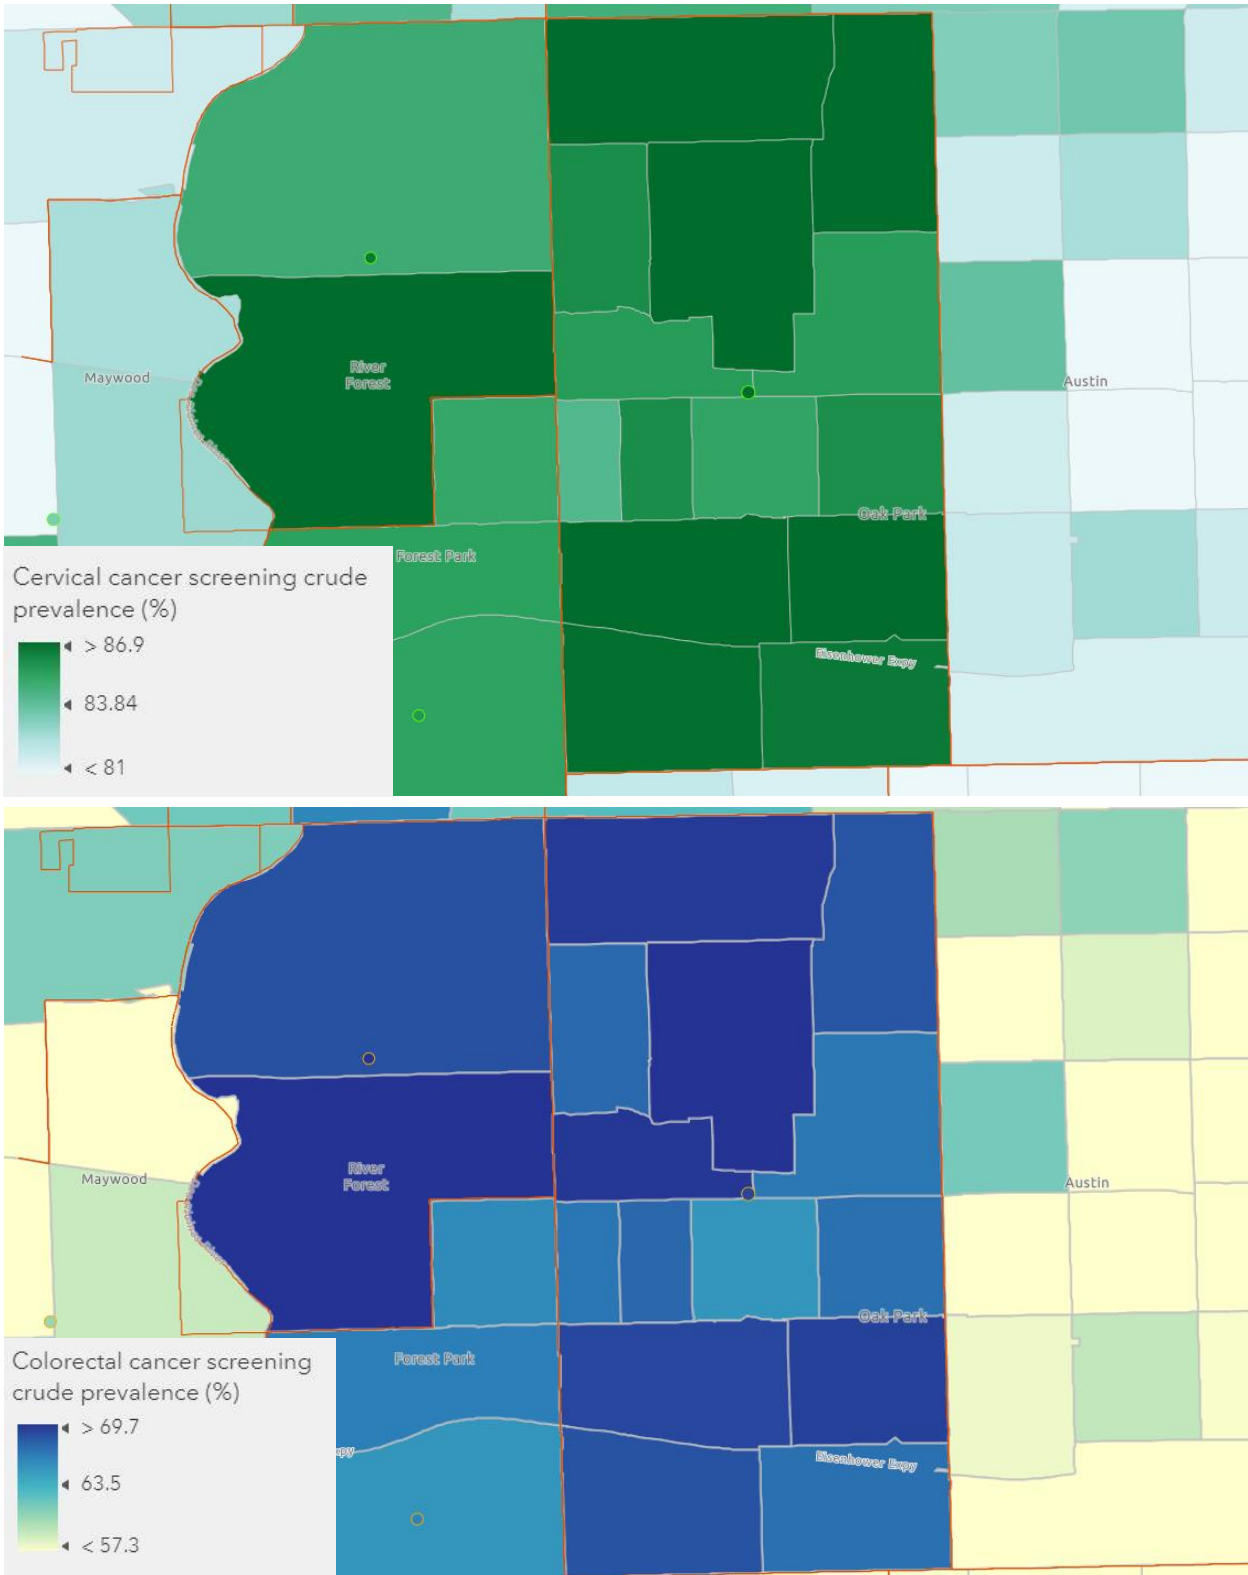 River
Forest
Maywood
Austin
Oak Park
Forest Park
Cervical cancer screening crude
prevalence (%)
> 86.9
83.84
< 81
Eisenhower Expy
River
Forest
Maywood
Austin
Oak Park
Forest Park
Colorectal cancer screening
crude prevalence (%)
> 69.7
63.5
< 57.3
xpy
Eisenhower Expy